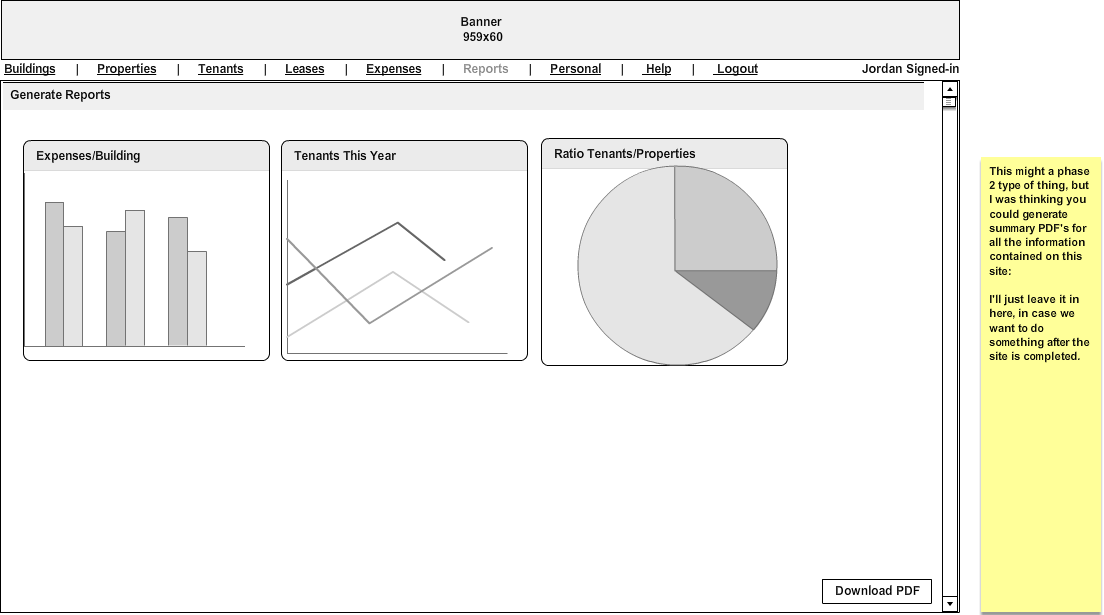 Banner
959x60
Buildings | Properties | Tenants | Leases | Expenses | Reports | Personal | Help | Logout Jordan Signed-in
Generate Reports
Expenses/Building
Tenants This Year
Ratio Tenants/Properties
This might a phase
2 type of thing, but
I was thinking you
could generate
summary PDF's for
all the information
contained on this
site:
I'll just leave it in
here, in case we
want to do
something after the
site is completed.
Download PDF